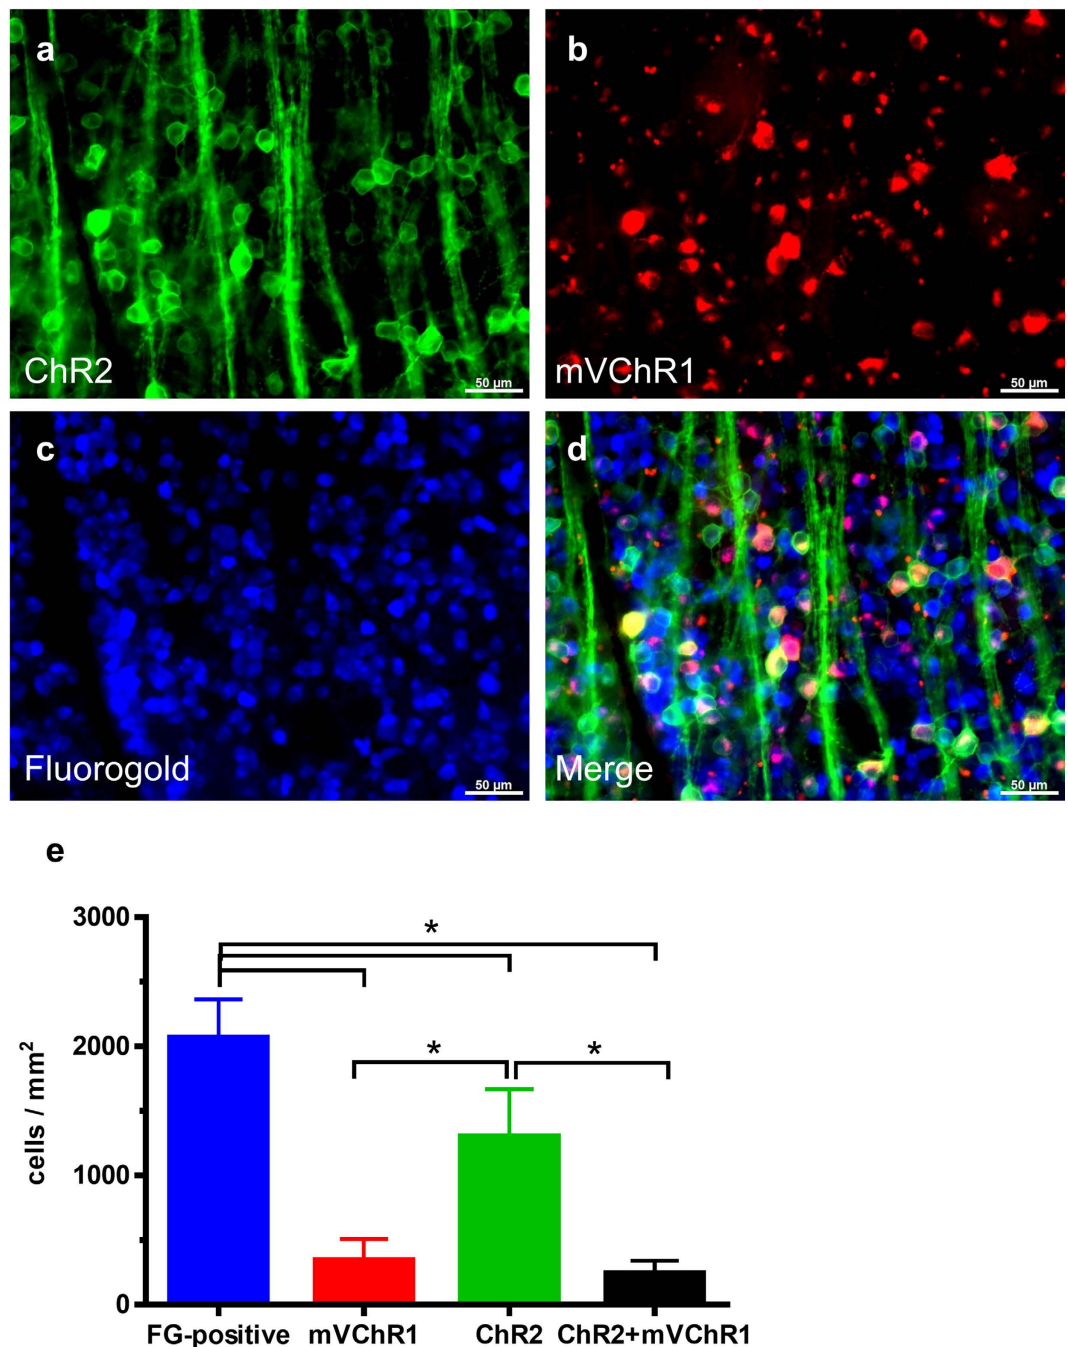 a
ChR2
50 µm
b
mVChR1
50 µm
c
Fluorogold
50 µm
d
Merge
50 µm
e
cells / mm²
3000
2000
1000
0
*
*
*
FG-positive
mVChR1
ChR2
ChR2+mVChR1